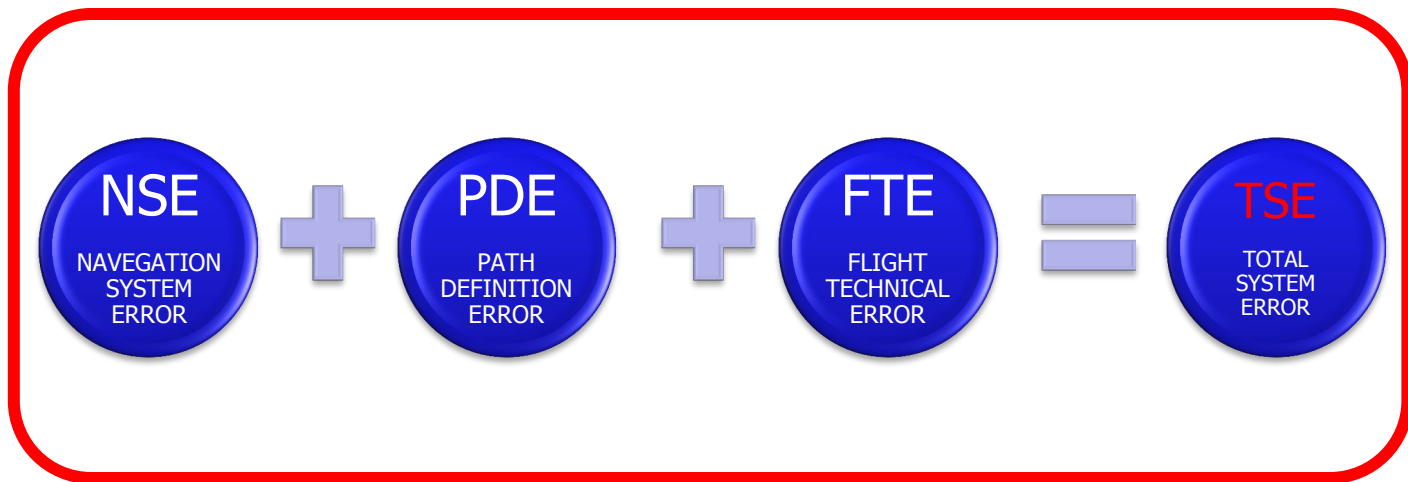 NSE
NAVEGATION
SYSTEM
ERROR
PDE
PATH
DEFINITION
ERROR
FTE
FLIGHT
TECHNICAL
ERROR
TSE
TOTAL
SYSTEM
ERROR